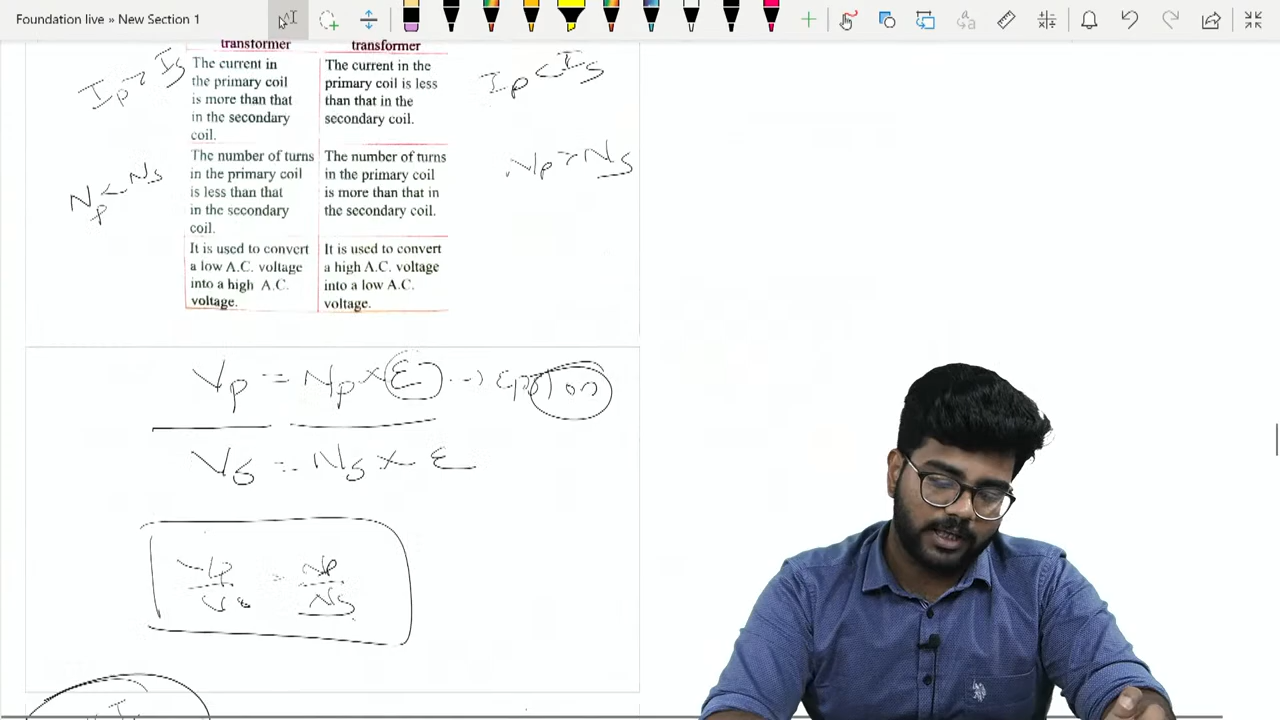 Foundation live » New Section 1
transformer
transformer
The current in
the primary coil
is more than that
in the secondary
coil.
The current in the
primary coil is less
than that in the
secondary coil.
Ip > Is
Ip < Is
The number of turns
in the primary coil
is less than that
in the secondary
coil.
The number of turns
in the primary coil
is more than that in
the secondary coil.
Np < Ns
Np > Ns
It is used to convert
a low A.C. voltage
into a high A.C.
voltage.
It is used to convert
a high A.C. voltage
into a low A.C.
voltage.
Vp = Np × ε
Vs = Ns × ε
Vp = Np
Vs Ns